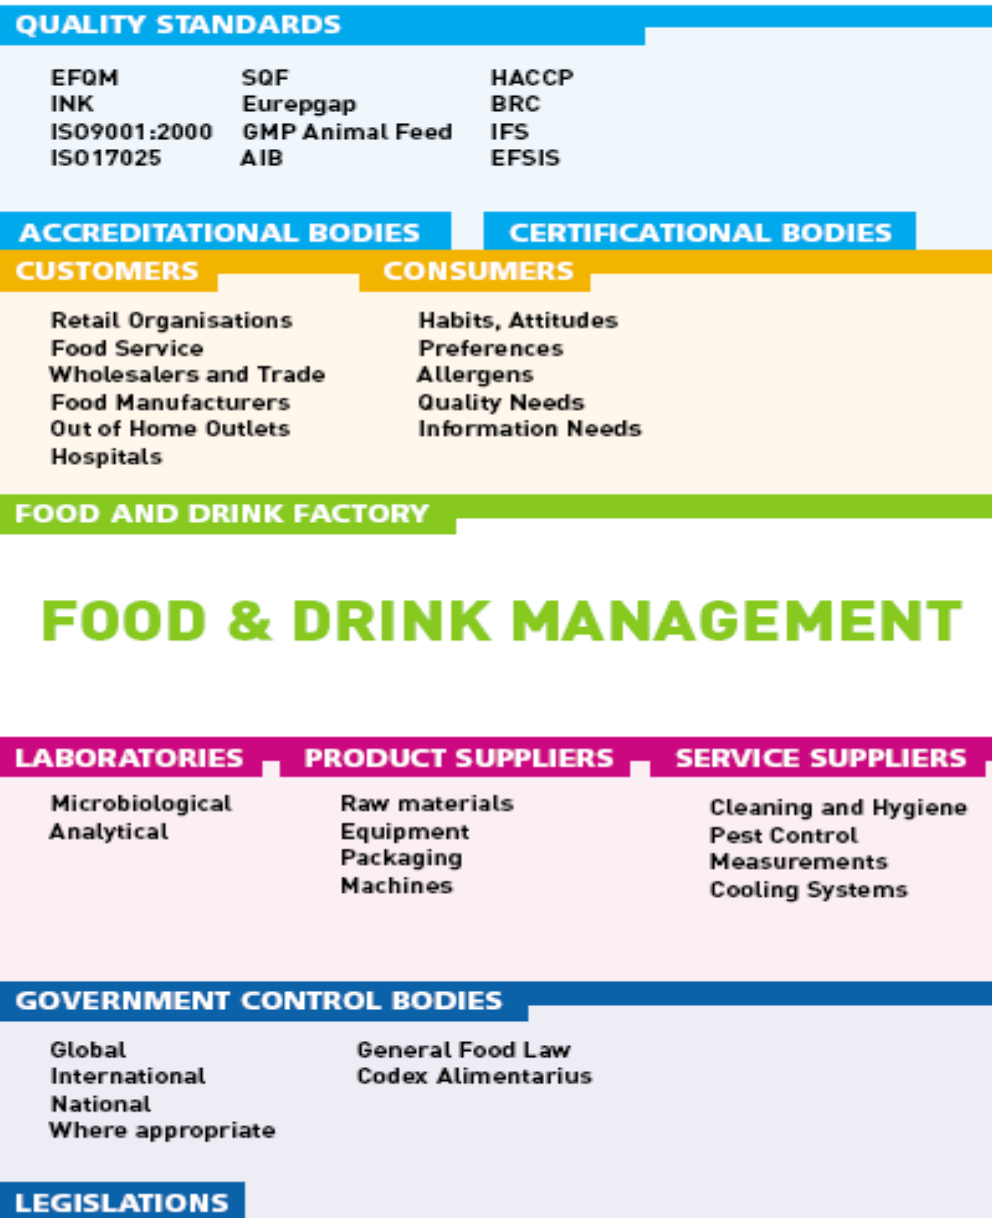 QUALITY STANDARDS
EFQM SQF HACCP
INK Eurepgap BRC
ISO9001:2000 GMP Animal Feed IFS
ISO17025 AIB EFSIS
ACCREDITATIONAL BODIES CERTIFICATIONAL BODIES
CUSTOMERS CONSUMERS
Retail Organisations Habits, Attitudes
Food Service Preferences
Wholesalers and Trade Allergens
Food Manufacturers Quality Needs
Out of Home Outlets Information Needs
Hospitals
FOOD AND DRINK FACTORY
FOOD & DRINK MANAGEMENT
LABORATORIES PRODUCT SUPPLIERS SERVICE SUPPLIERS
Microbiological Raw materials Cleaning and Hygiene
Analytical Equipment Pest Control
Packaging Measurements
Machines Cooling Systems
GOVERNMENT CONTROL BODIES
Global General Food Law
International Codex Alimentarius
National
Where appropriate
LEGISLATIONS